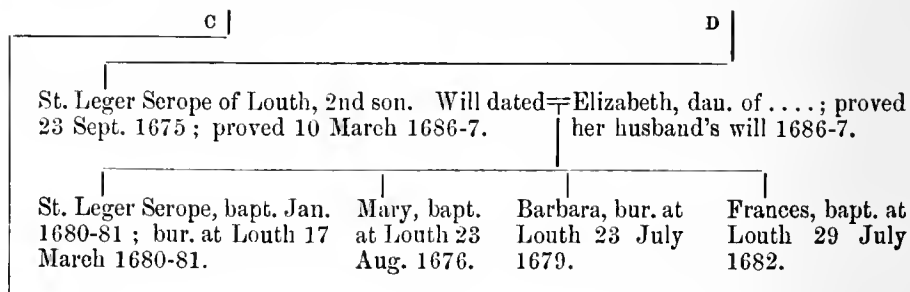 C D
St. Leger Scrope of Louth, 2nd son. Will dated=Elizabeth, dau. of ....; proved
23 Sept. 1675; proved 10 March 1686-7. her husband's will 1686-7.
St. Leger Scrope, bapt. Jan. Mary, bapt. Barbara, bur. at Frances, bapt. at
1680-81; bur. at Louth 17 at Louth 23 Louth 23 July Louth 29 July
March 1680-81. Aug. 1676. 1679. 1682.